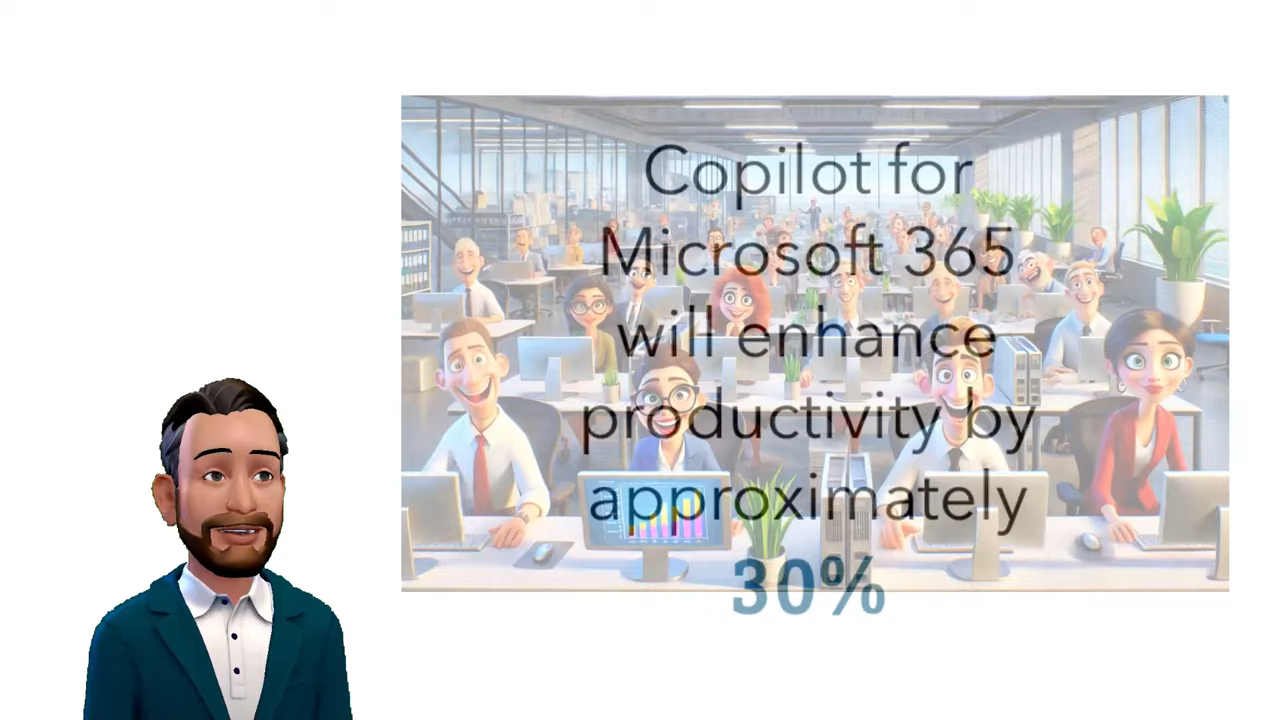 Copilot for
Microsoft 365
will enhance
productivity by
approximately
30%